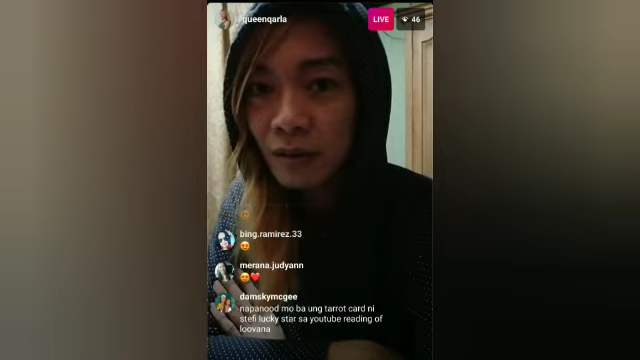 queenqarla
LIVE
46
bing.ramirez.33
😍
merana.judyann
😍❤️
damskymcgee
napanood mo ba ung tarrot card ni
stefi lucky star sa youtube reading of
loovana